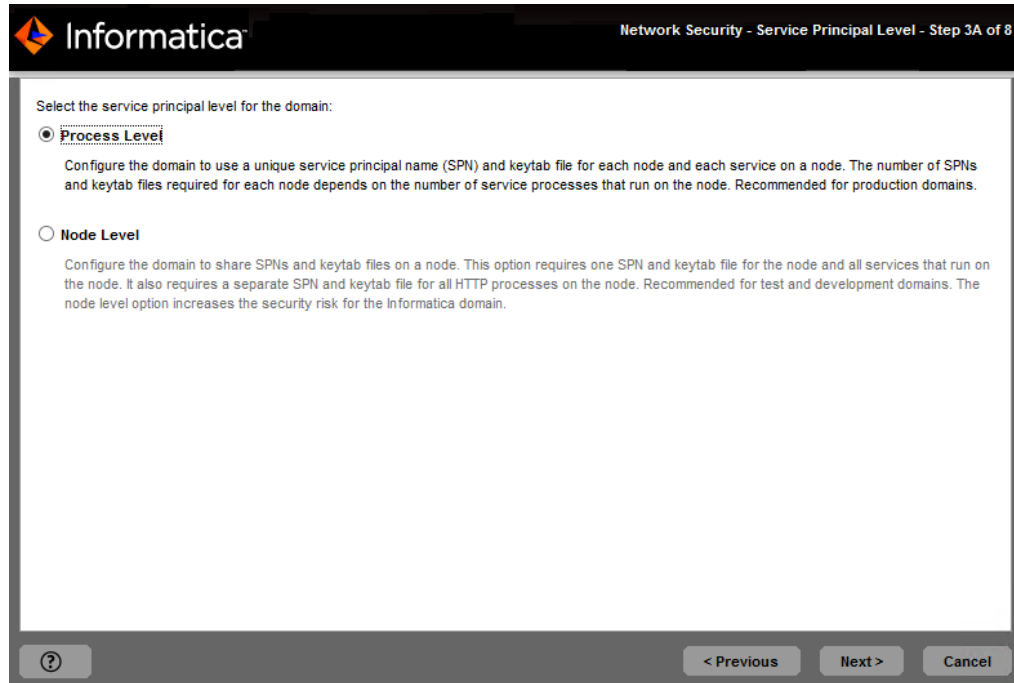 Informatica
Network Security - Service Principal Level - Step 3A of 8
Select the service principal level for the domain:
Process Level
Configure the domain to use a unique service principal name (SPN) and keytab file for each node and each service on a node. The number of SPNs
and keytab files required for each node depends on the number of service processes that run on the node. Recommended for production domains.
Node Level
Configure the domain to share SPNs and keytab files on a node. This option requires one SPN and keytab file for the node and all services that run on
the node. It also requires a separate SPN and keytab file for all HTTP processes on the node. Recommended for test and development domains. The
node level option increases the security risk for the Informatica domain.
?
< Previous
Next >
Cancel